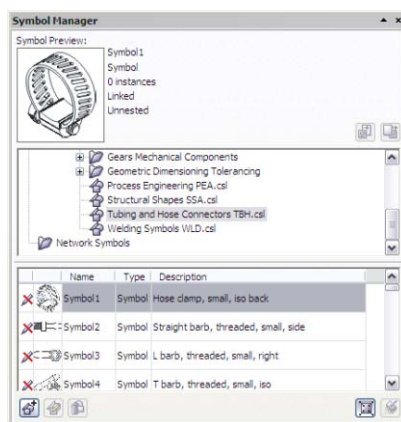 Symbol Manager
Symbol Preview:
Symbol1
Symbol
0 instances
Linked
Unnested
Gears Mechanical Components
Geometric Dimensioning Tolerancing
Process Engineering PEA.csl
Structural Shapes SSA.csl
Tubing and Hose Connectors TBH.csl
Welding Symbols WLD.csl
Network Symbols
Name Type Description
Symbol1 Symbol Hose clamp, small, iso back
Symbol2 Symbol Straight barb, threaded, small, side
Symbol3 Symbol L barb, threaded, small, right
Symbol4 Symbol T barb, threaded, small, iso